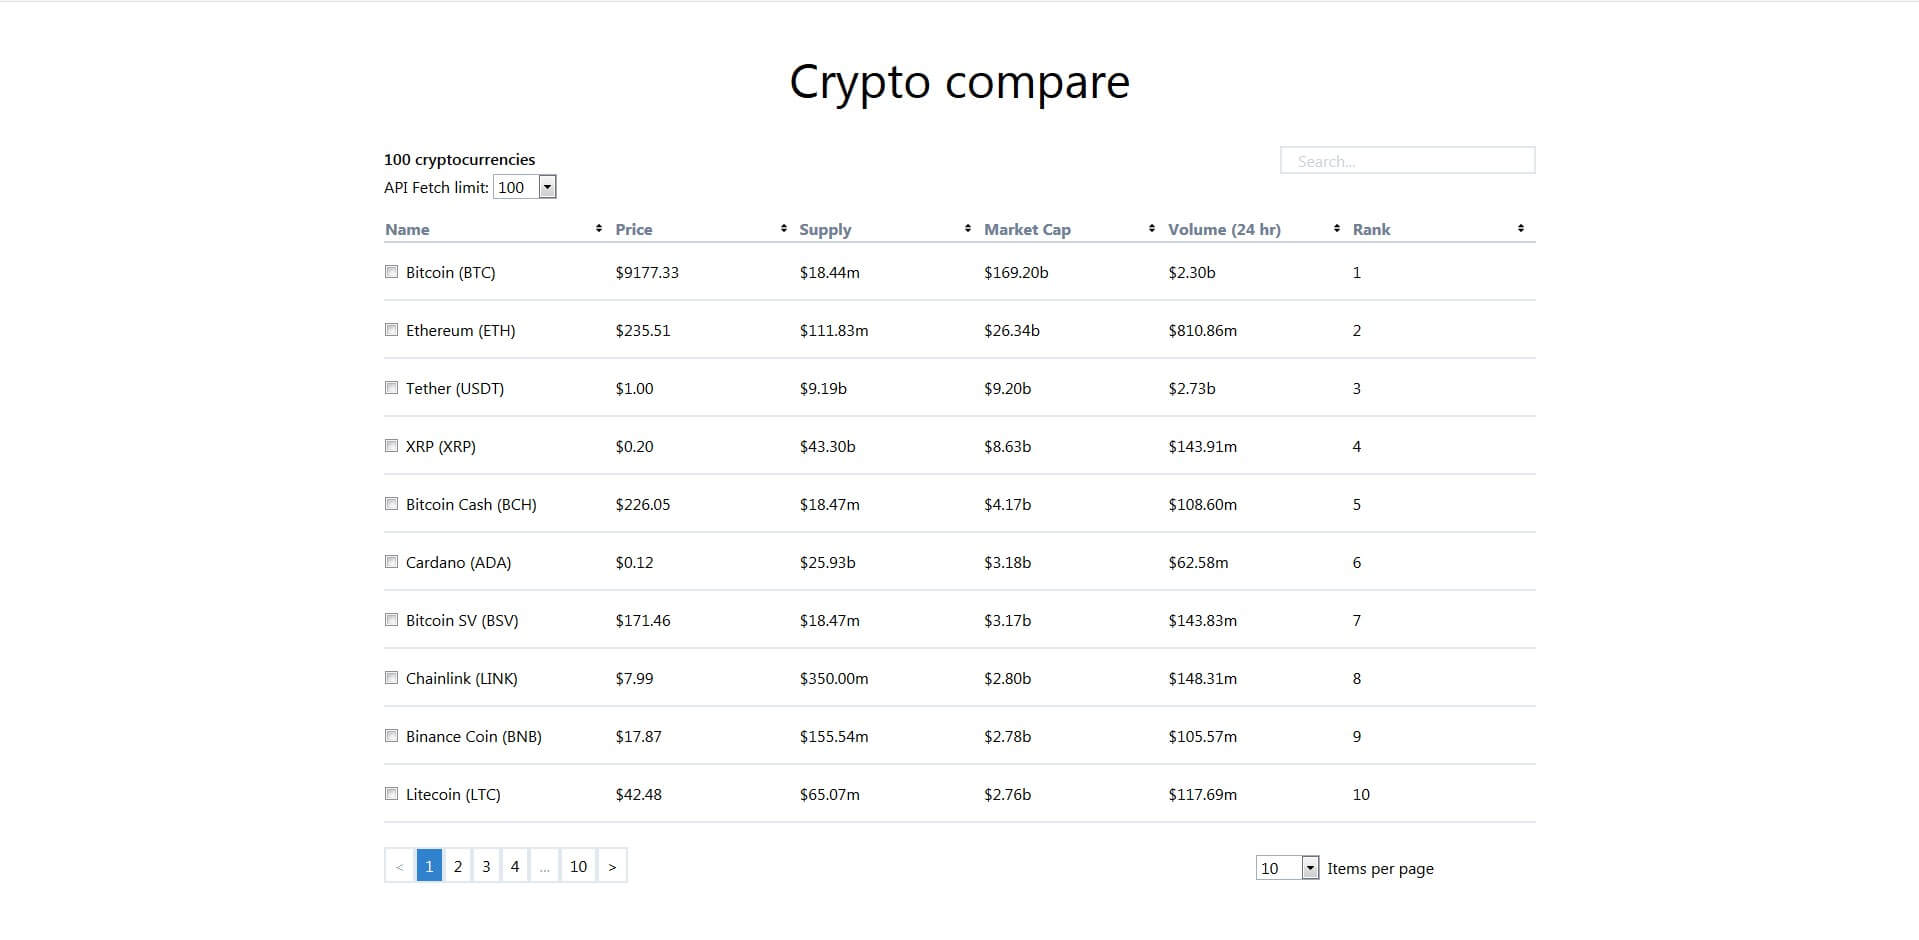 Crypto compare
100 cryptocurrencies
Search...
API Fetch limit: 100
Name Price Supply Market Cap Volume (24 hr) Rank
Bitcoin (BTC) $9177.33 $18.44m $169.20b $2.30b 1
Ethereum (ETH) $235.51 $111.83m $26.34b $810.86m 2
Tether (USDT) $1.00 $9.19b $9.20b $2.73b 3
XRP (XRP) $0.20 $43.30b $8.63b $143.91m 4
Bitcoin Cash (BCH) $226.05 $18.47m $4.17b $108.60m 5
Cardano (ADA) $0.12 $25.93b $3.18b $62.58m 6
Bitcoin SV (BSV) $171.46 $18.47m $3.17b $143.83m 7
Chainlink (LINK) $7.99 $350.00m $2.80b $148.31m 8
Binance Coin (BNB) $17.87 $155.54m $2.78b $105.57m 9
Litecoin (LTC) $42.48 $65.07m $2.76b $117.69m 10
< 1 2 3 4 ... 10 >
10 Items per page